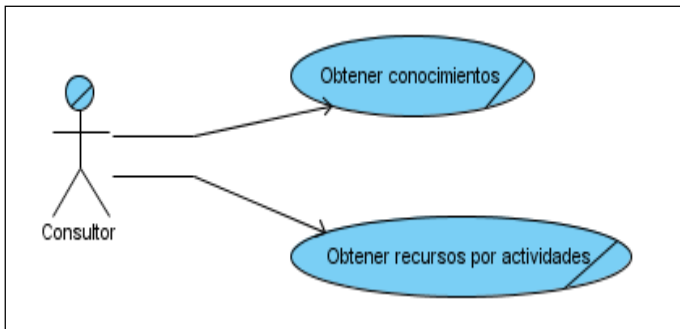 Obtener conocimientos
Consultor
Obtener recursos por actividades